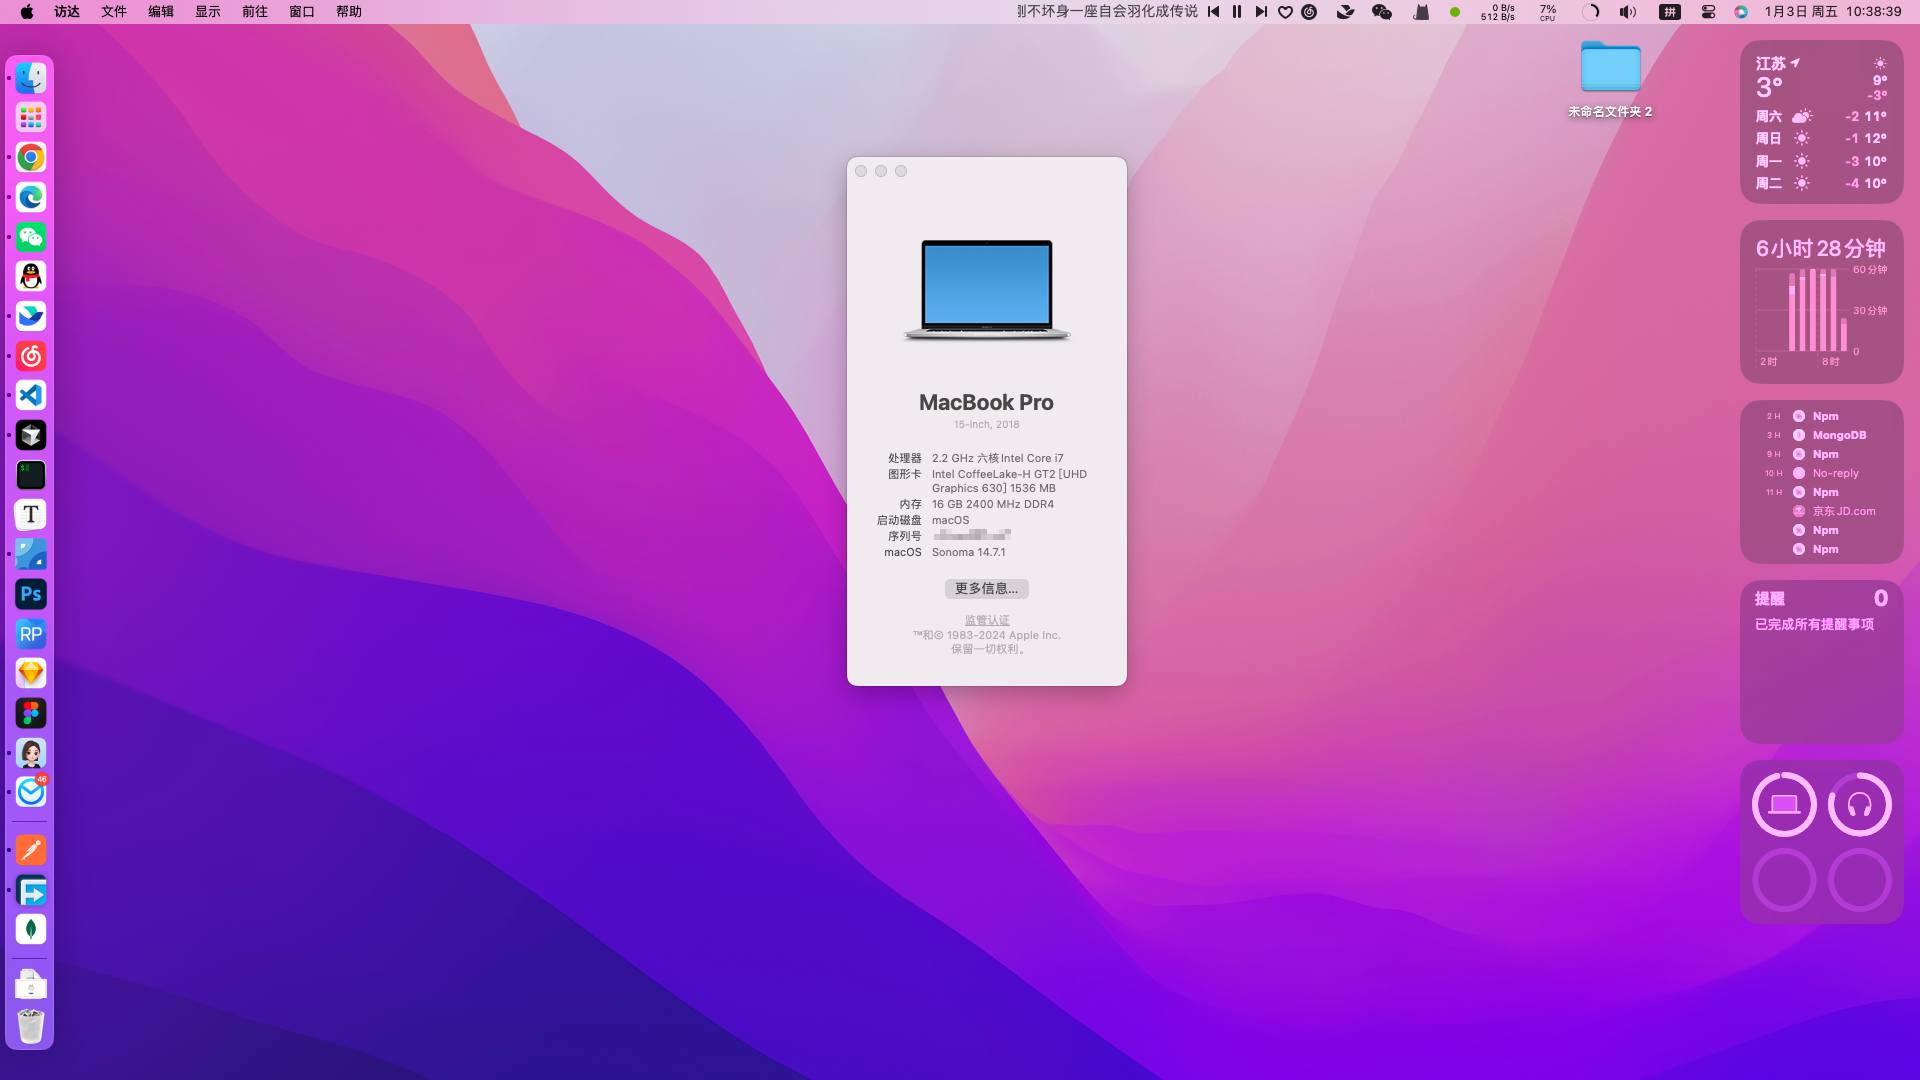 访达 文件 编辑 显示 前往 窗口 帮助
不坏身一座自会羽化成传说
0 B/s
512 B/s
7%
CPU
拼
1月3日 周五 10:38:39
未命名文件夹 2
江苏
3°
9°
-3°
周六 -2 11°
周日 -1 12°
周一 -3 10°
周二 -4 10°
6小时28分钟
60分钟
30分钟
0
2时 8时
2 H Npm
3 H MongoDB
9 H Npm
10 H No-reply
11 H Npm
京东JD.com
Npm
Npm
提醒 0
已完成所有提醒事项
MacBook Pro
15-inch, 2018
处理器 2.2 GHz 六核Intel Core i7
图形卡 Intel CoffeeLake-H GT2 [UHD
Graphics 630] 1536 MB
内存 16 GB 2400 MHz DDR4
启动磁盘 macOS
序列号
macOS Sonoma 14.7.1
更多信息...
监管认证
™和© 1983-2024 Apple Inc.
保留一切权利。
T
Ps
RP
46